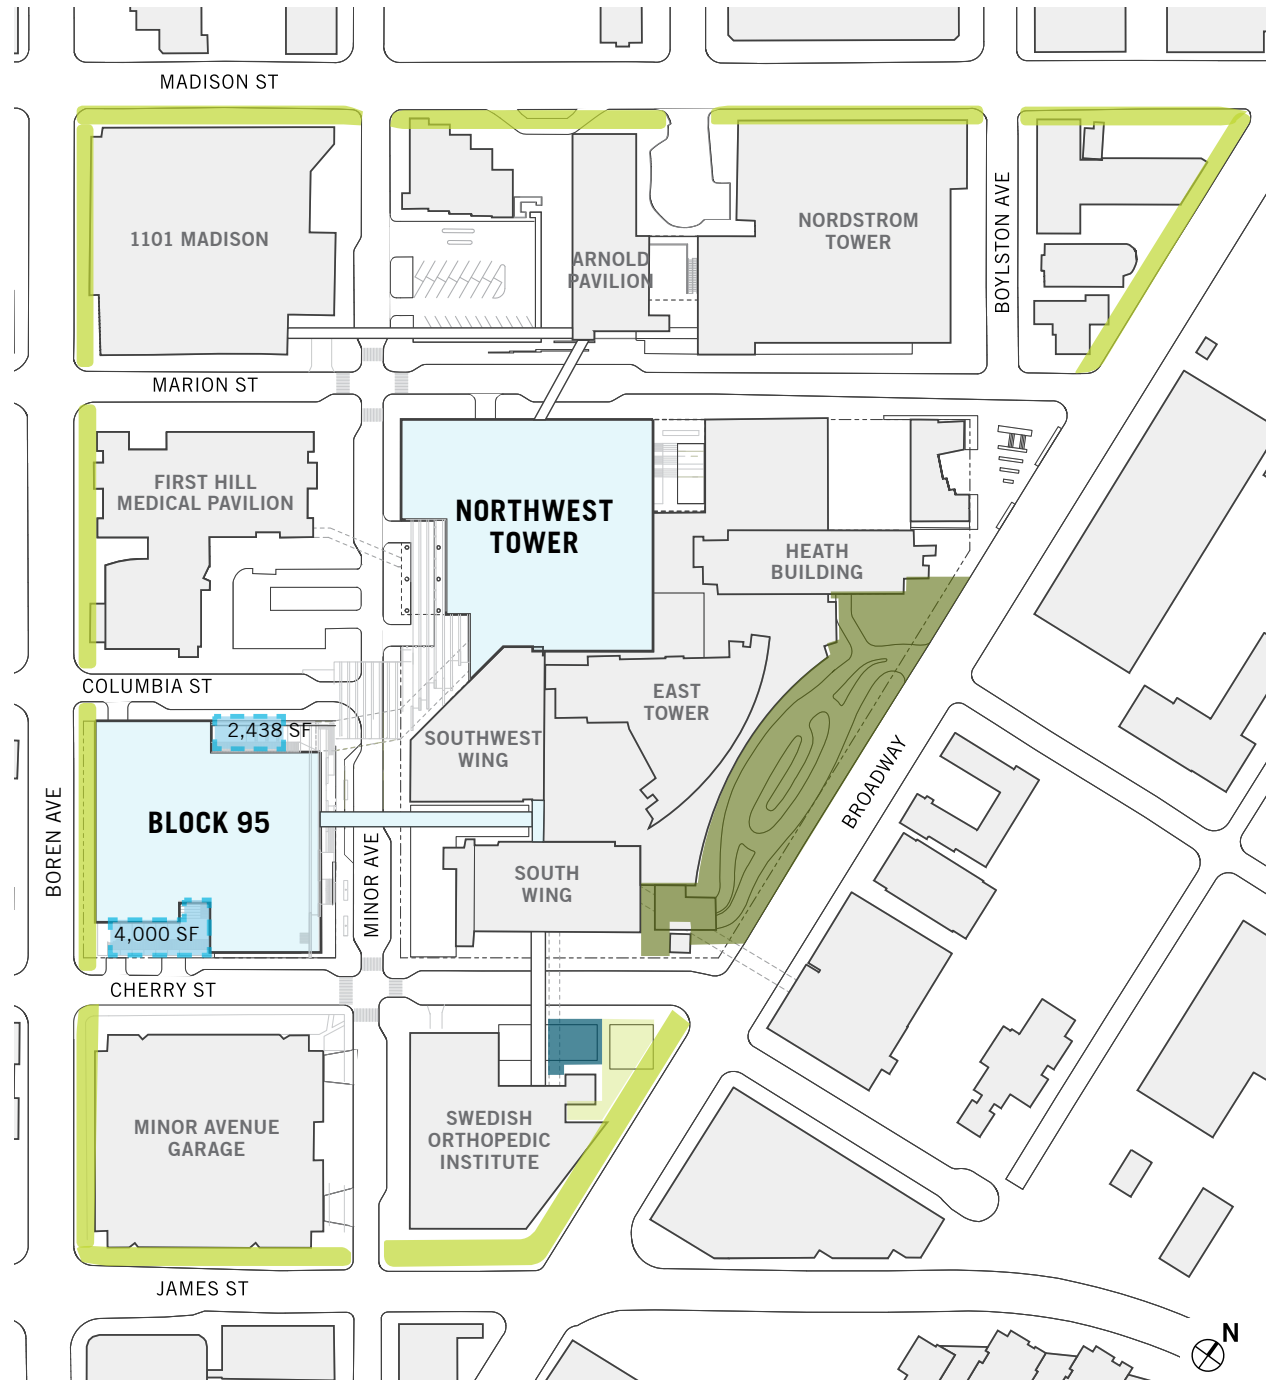 MADISON ST
1101 MADISON
ARNOLD
PAVILION
NORDSTROM
TOWER
BOYLSTON AVE
MARION ST
FIRST HILL
MEDICAL PAVILION
NORTHWEST
TOWER
HEATH
BUILDING
COLUMBIA ST
EAST
TOWER
2,438 SF
SOUTHWEST
WING
BROADWAY
BOREN AVE
BLOCK 95
MINOR AVE
SOUTH
WING
4,000 SF
CHERRY ST
MINOR AVENUE
GARAGE
SWEDISH
ORTHOPEDIC
INSTITUTE
JAMES ST
N